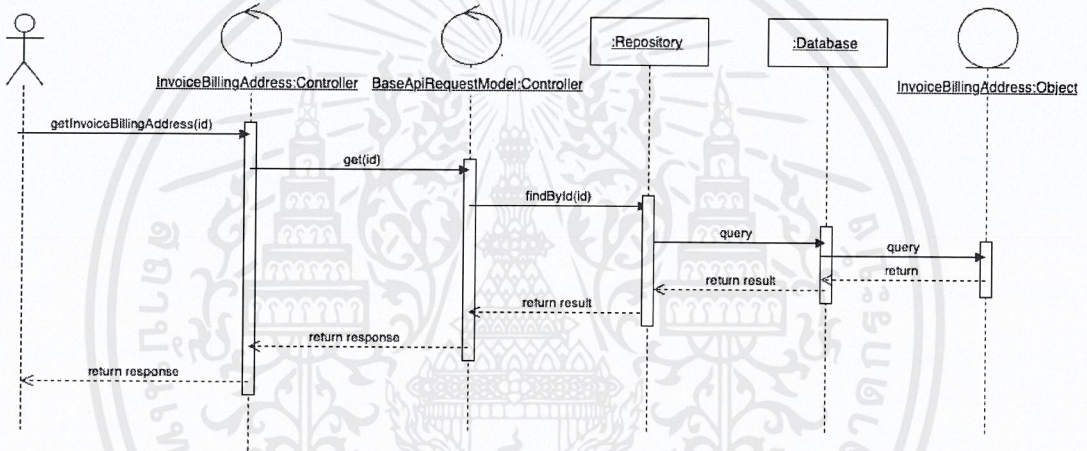 :Repository
:Database
InvoiceBillingAddress:Controller
BaseApiRequestModel:Controller
InvoiceBillingAddress:Object
getInvoiceBillingAddress(id)
get(id)
findById(id)
query
query
return
return result
return result
return response
return response